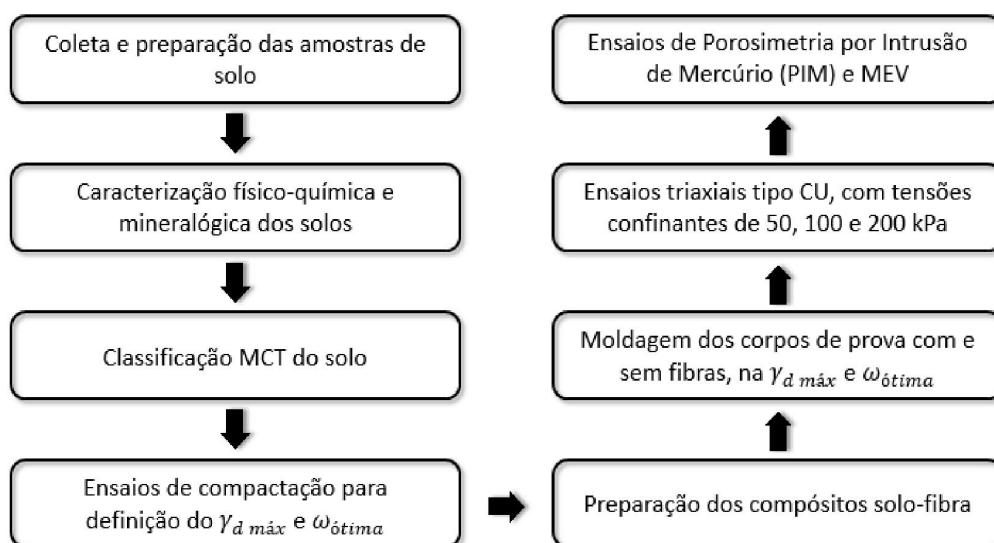 Coleta e preparação das amostras de
solo
Caracterização físico-química e
mineralógica dos solos
Classificação MCT do solo
Ensaios de compactação para
definição do γd máx e ωótima
Preparação dos compósitos solo-fibra
Moldagem dos corpos de prova com e
sem fibras, na γd máx e ωótima
Ensaios triaxiais tipo CU, com tensões
confinantes de 50, 100 e 200 kPa
Ensaios de Porosimetria por Intrusão
de Mercúrio (PIM) e MEV